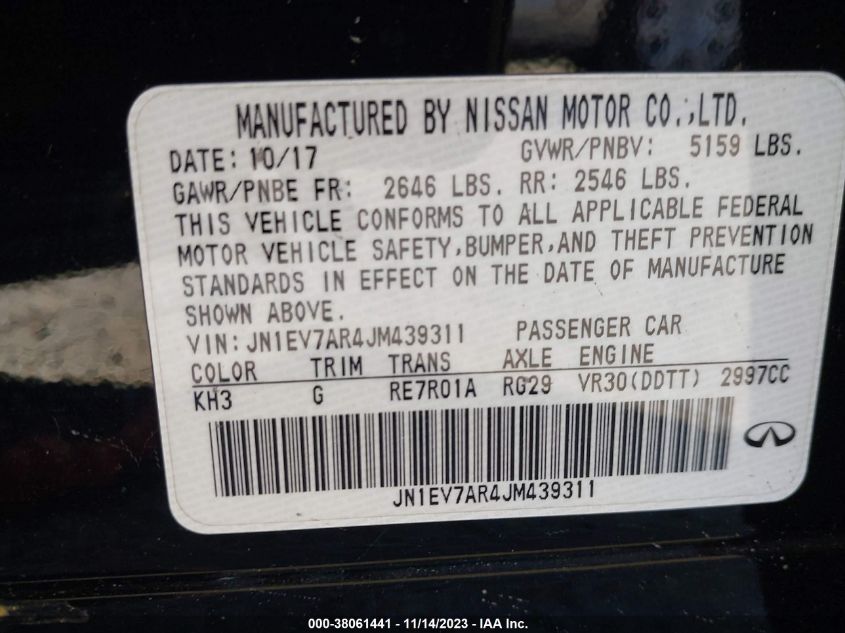 MANUFACTURED BY NISSAN MOTOR CO.,LTD.
DATE: 10/17 GVWR/PNBV: 5159 LBS.
GAWR/PNBE FR: 2646 LBS. RR: 2546 LBS.
THIS VEHICLE CONFORMS TO ALL APPLICABLE FEDERAL
MOTOR VEHICLE SAFETY,BUMPER,AND THEFT PREVENTION
STANDARDS IN EFFECT ON THE DATE OF MANUFACTURE
SHOWN ABOVE.
VIN: JN1EV7AR4JM439311 PASSENGER CAR
COLOR TRIM TRANS AXLE ENGINE
KH3 G RE7R01A RG29 VR30(DDTT) 2997CC
JN1EV7AR4JM439311
000-38061441 - 11/14/2023 - IAA Inc.